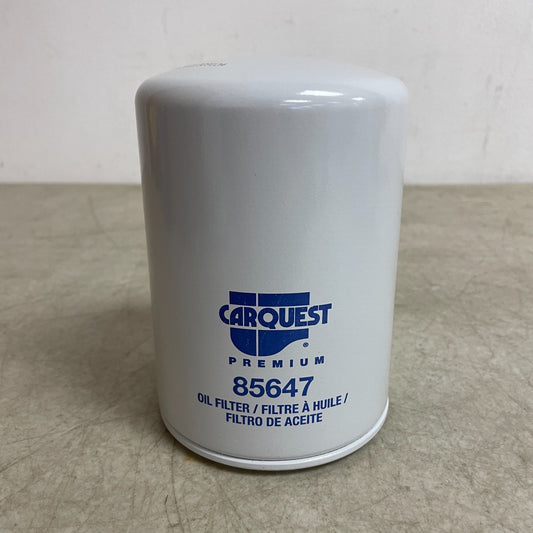 CARQUEST
PREMIUM
85647
OIL FILTER / FILTRE À HUILE /
FILTRO DE ACEITE